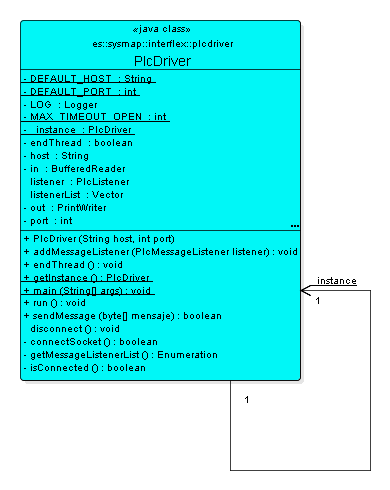 «java class»
es::sysmap::interflex::plcdriver
PlcDriver
- DEFAULT_HOST : String
- DEFAULT_PORT : int
- LOG : Logger
- MAX_TIMEOUT_OPEN : int
- _instance : PlcDriver
- endThread : boolean
- host : String
- in : BufferedReader
listener : PlcListener
listenerList : Vector
- out : PrintWriter
- port : int
...
+ PlcDriver (String host, int port)
+ addMessageListener (PlcMessageListener listener) : void
+ endThread () : void
+ getInstance () : PlcDriver
+ main (String[] args) : void
+ run () : void
+ sendMessage (byte[] mensaje) : boolean
disconnect () : void
- connectSocket () : boolean
- getMessageListenerList () : Enumeration
- isConnected () : boolean
instance
1
1